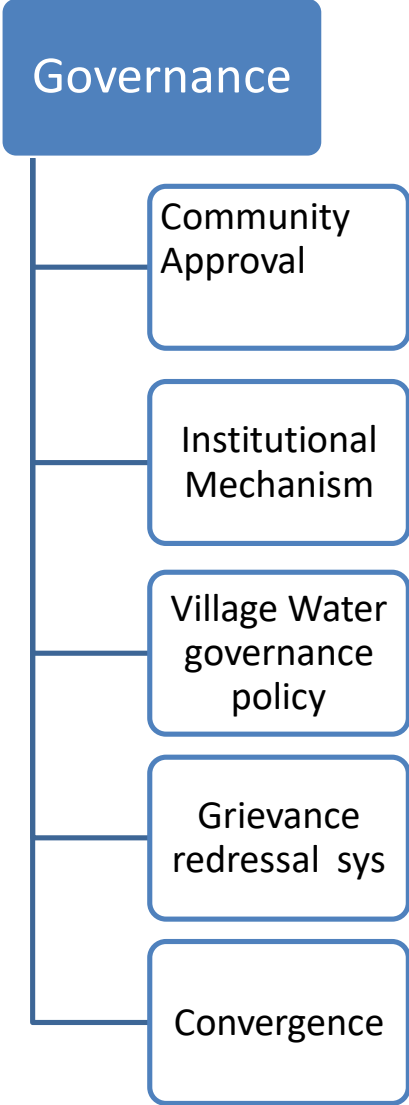 Governance
Community
Approval
Institutional
Mechanism
Village Water
governance
policy
Grievance
redressal sys
Convergence